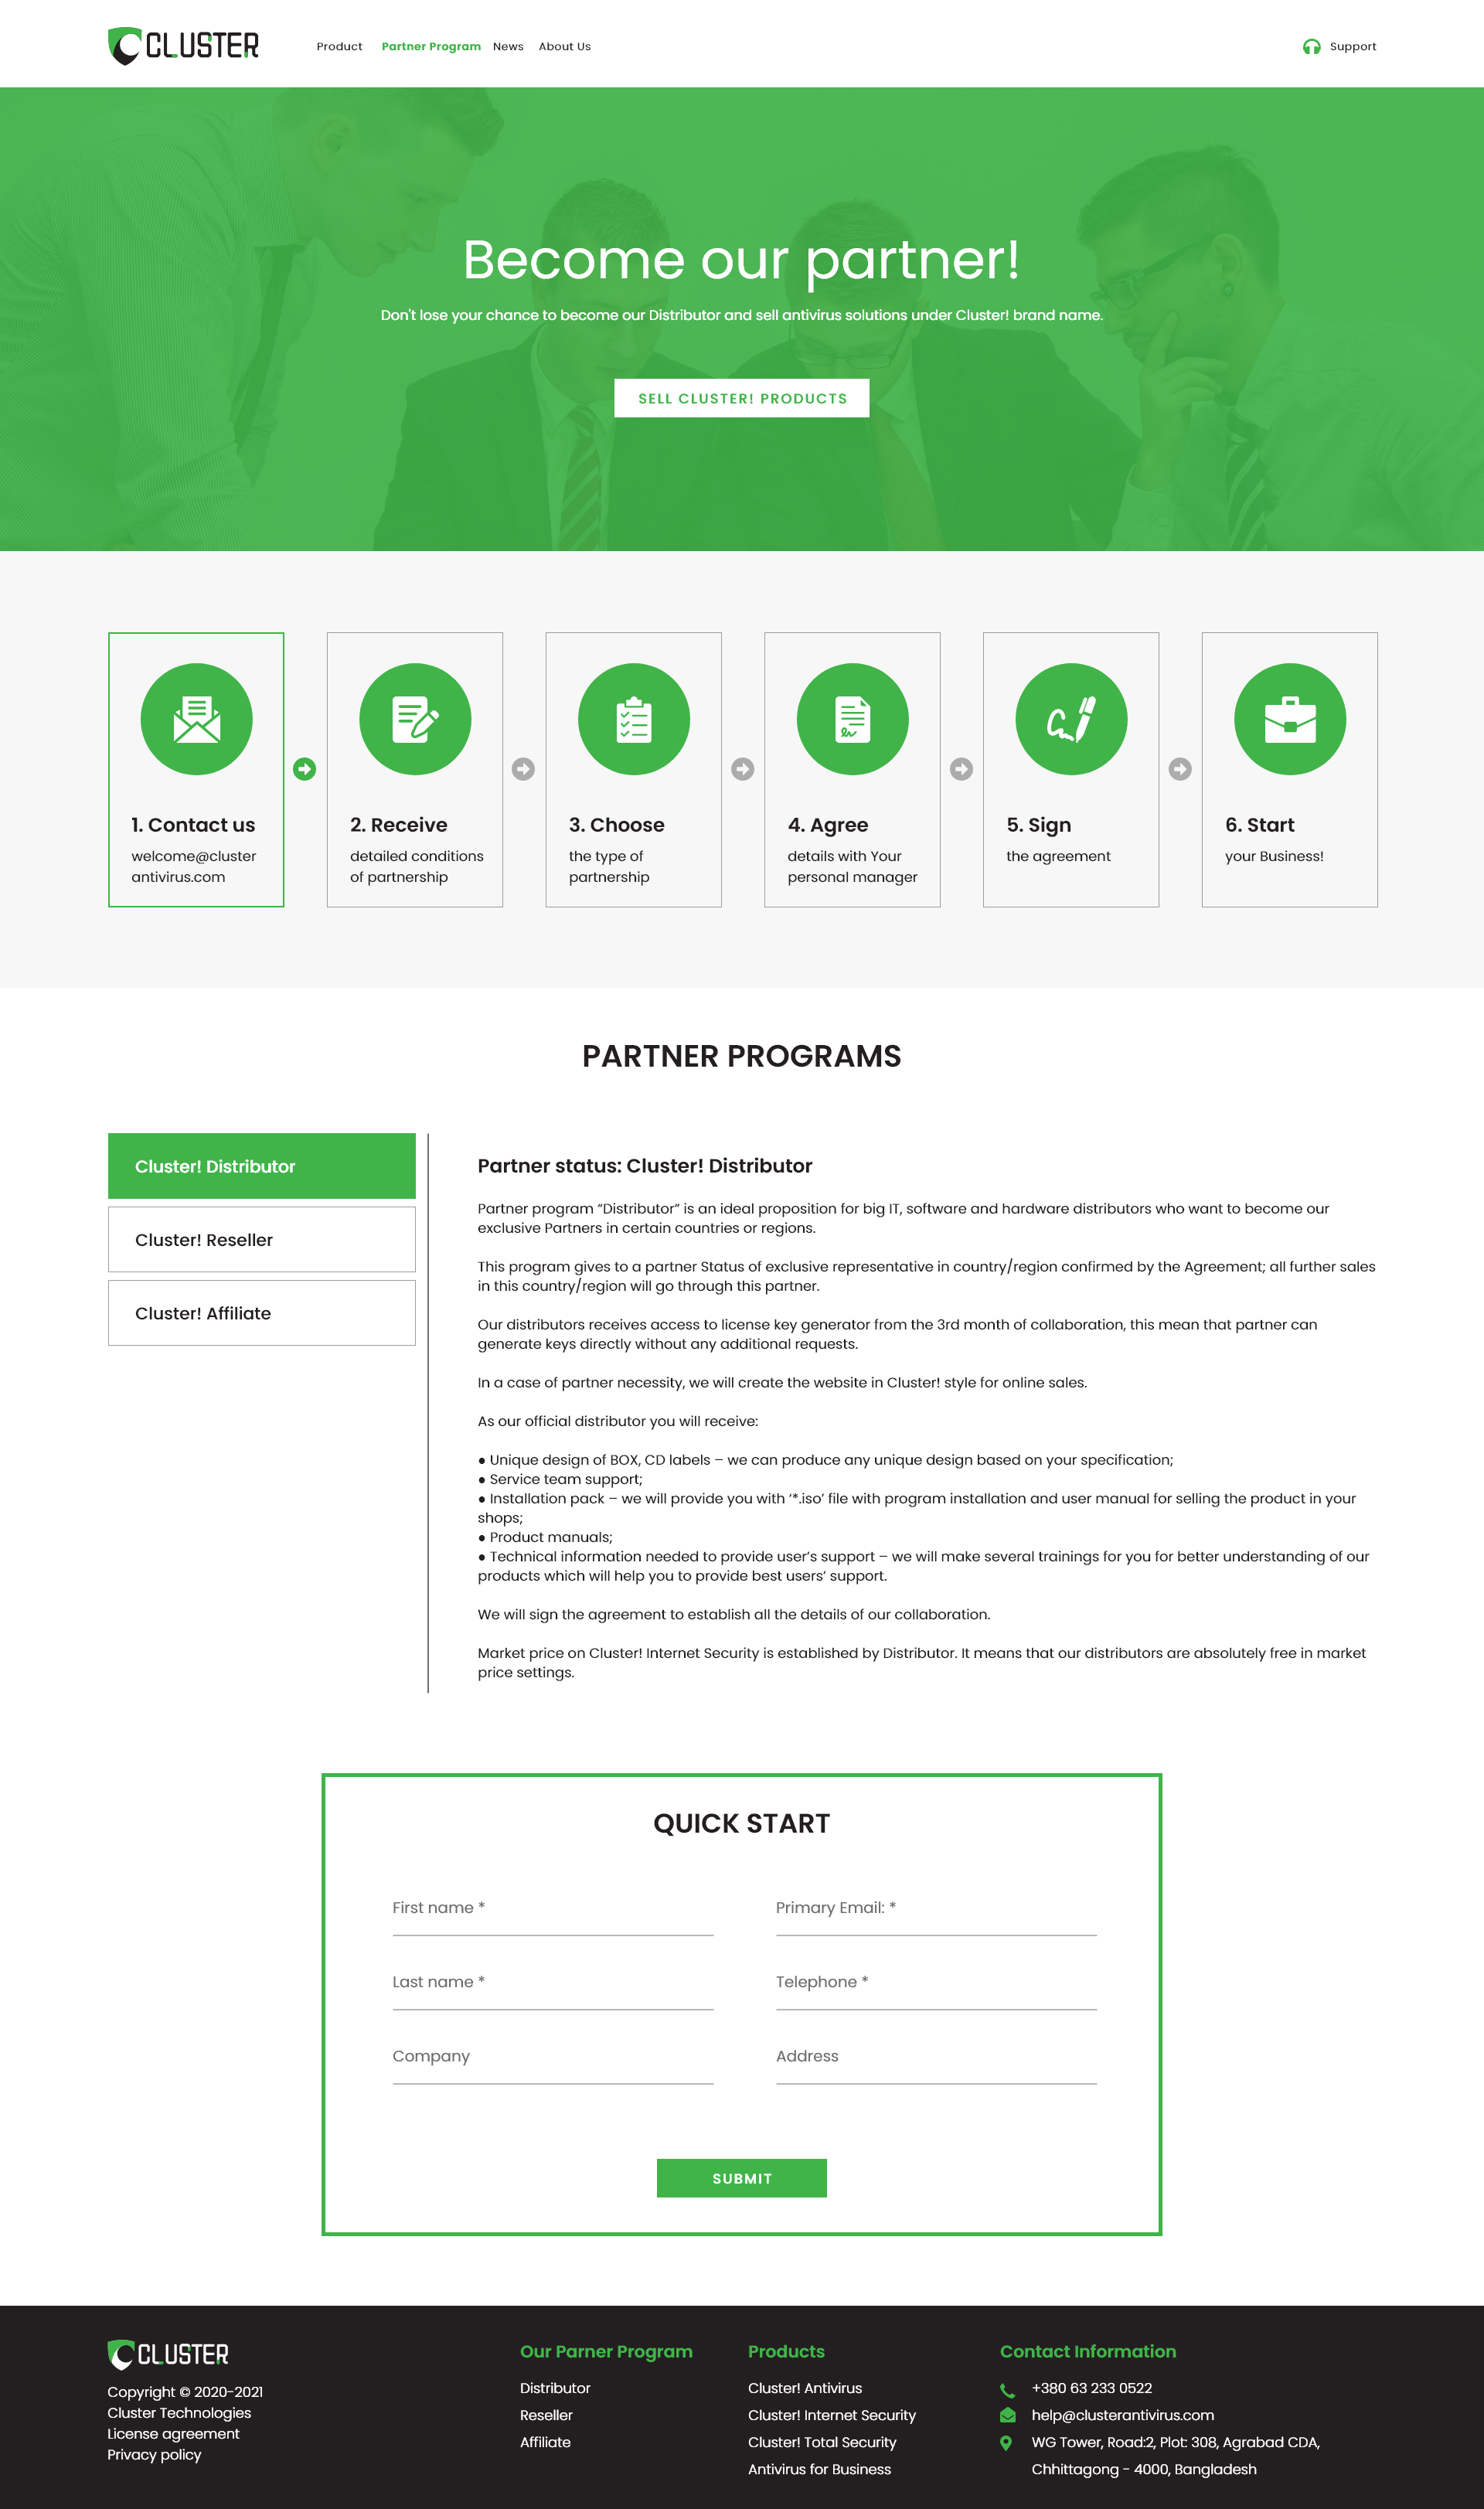 CLUSTER
Product Partner Program News About Us
Support
Become our partner!
Don't lose your chance to become our Distributor and sell antivirus solutions under Cluster! brand name.
SELL CLUSTER! PRODUCTS
1. Contact us
welcome@cluster
antivirus.com
2. Receive
detailed conditions
of partnership
3. Choose
the type of
partnership
4. Agree
details with Your
personal manager
5. Sign
the agreement
6. Start
your Business!
PARTNER PROGRAMS
Cluster! Distributor
Cluster! Reseller
Cluster! Affiliate
Partner status: Cluster! Distributor
Partner program “Distributor” is an ideal proposition for big IT, software and hardware distributors who want to become our
exclusive Partners in certain countries or regions.
This program gives to a partner Status of exclusive representative in country/region confirmed by the Agreement; all further sales
in this country/region will go through this partner.
Our distributors receives access to license key generator from the 3rd month of collaboration, this mean that partner can
generate keys directly without any additional requests.
In a case of partner necessity, we will create the website in Cluster! style for online sales.
As our official distributor you will receive:
● Unique design of BOX, CD labels – we can produce any unique design based on your specification;
● Service team support;
● Installation pack – we will provide you with ‘*.iso’ file with program installation and user manual for selling the product in your
shops;
● Product manuals;
● Technical information needed to provide user’s support – we will make several trainings for you for better understanding of our
products which will help you to provide best users’ support.
We will sign the agreement to establish all the details of our collaboration.
Market price on Cluster! Internet Security is established by Distributor. It means that our distributors are absolutely free in market
price settings.
QUICK START
First name *
Primary Email: *
Last name *
Telephone *
Company
Address
SUBMIT
CLUSTER
Copyright © 2020-2021
Cluster Technologies
License agreement
Privacy policy
Our Parner Program
Distributor
Reseller
Affiliate
Products
Cluster! Antivirus
Cluster! Internet Security
Cluster! Total Security
Antivirus for Business
Contact Information
+380 63 233 0522
help@clusterantivirus.com
WG Tower, Road:2, Plot: 308, Agrabad CDA,
Chhittagong - 4000, Bangladesh